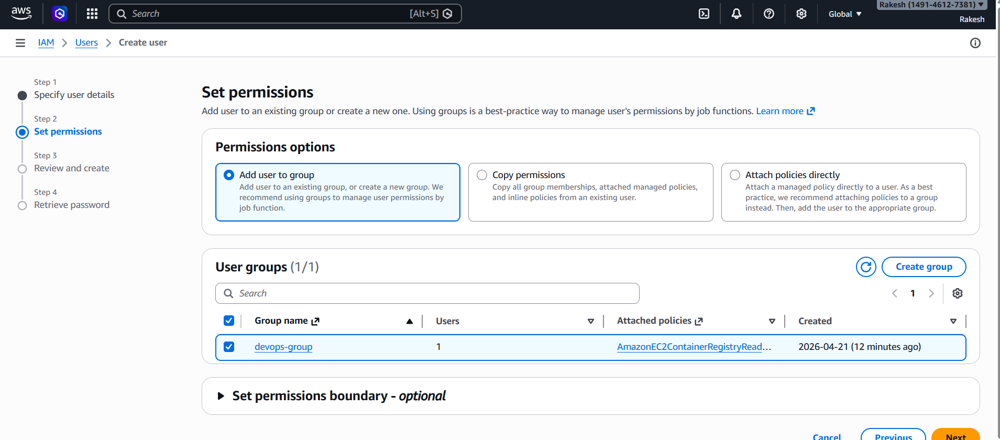 aws
Search
[Alt+S]
Global
Rakesh (1491-4612-7381)
Rakesh
IAM
Users
Create user
Step 1
Specify user details
Step 2
Set permissions
Step 3
Review and create
Step 4
Retrieve password
Set permissions
Add user to an existing group or create a new one. Using groups is a best-practice way to manage user's permissions by job functions. Learn more
Permissions options
Add user to group
Add user to an existing group, or create a new group. We
recommend using groups to manage user permissions by
job function.
Copy permissions
Copy all group memberships, attached managed policies,
and inline policies from an existing user.
Attach policies directly
Attach a managed policy directly to a user. As a best
practice, we recommend attaching policies to a group
instead. Then, add the user to the appropriate group.
User groups (1/1)
Create group
Search
1
Group name
Users
Attached policies
Created
devops-group
1
AmazonEC2ContainerRegistryRead...
2026-04-21 (12 minutes ago)
Set permissions boundary - optional
Cancel
Previous
Next